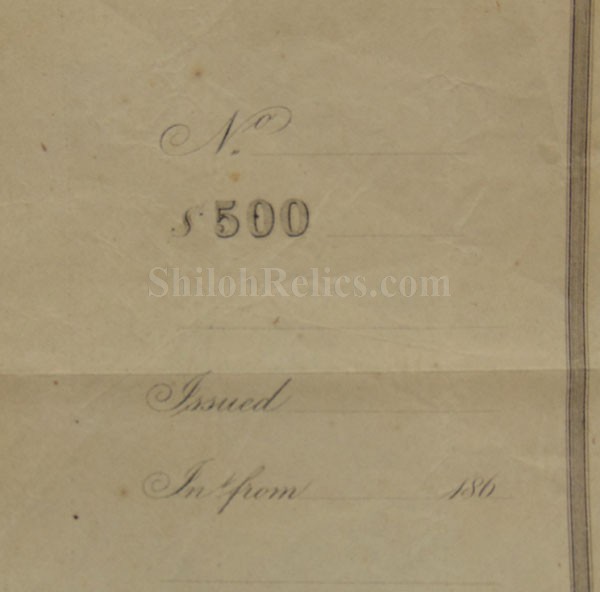 No.
$500
ShilohRelics.com
Issued
Int. from 186